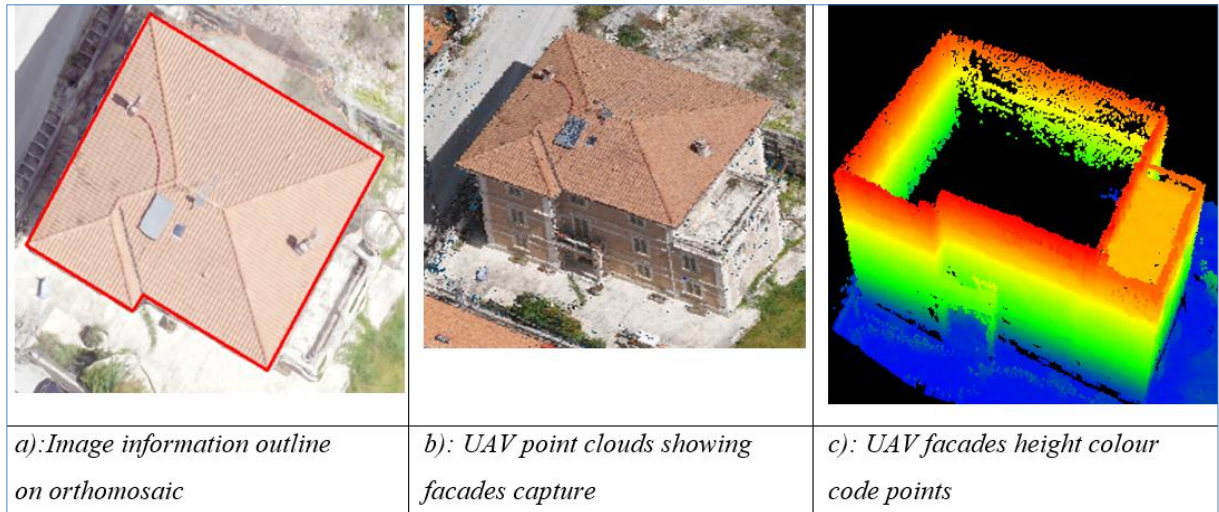 a):Image information outline
on orthomosaic
b): UAV point clouds showing
facades capture
c): UAV facades height colour
code points